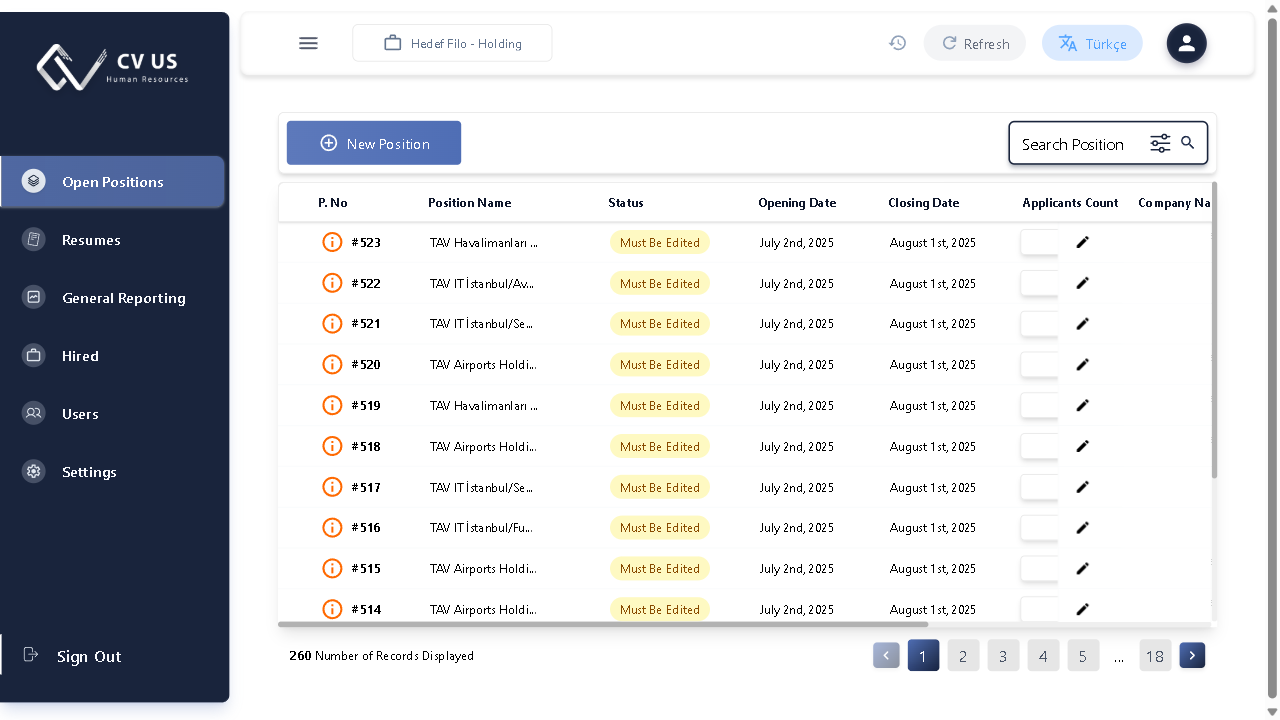 CV US
Human Resources
Hedef Filo - Holding
Refresh
Türkçe
Open Positions
Resumes
General Reporting
Hired
Users
Settings
Sign Out
New Position
Search Position
P. No Position Name Status Opening Date Closing Date Applicants Count Company Na
#523 TAV Havalimanları ... Must Be Edited July 2nd, 2025 August 1st, 2025
#522 TAV IT İstanbul/Av... Must Be Edited July 2nd, 2025 August 1st, 2025
#521 TAV IT İstanbul/Se... Must Be Edited July 2nd, 2025 August 1st, 2025
#520 TAV Airports Holdi... Must Be Edited July 2nd, 2025 August 1st, 2025
#519 TAV Havalimanları ... Must Be Edited July 2nd, 2025 August 1st, 2025
#518 TAV Airports Holdi... Must Be Edited July 2nd, 2025 August 1st, 2025
#517 TAV IT İstanbul/Se... Must Be Edited July 2nd, 2025 August 1st, 2025
#516 TAV IT İstanbul/Fu... Must Be Edited July 2nd, 2025 August 1st, 2025
#515 TAV Airports Holdi... Must Be Edited July 2nd, 2025 August 1st, 2025
#514 TAV Airports Holdi... Must Be Edited July 2nd, 2025 August 1st, 2025
260 Number of Records Displayed
1 2 3 4 5 ... 18